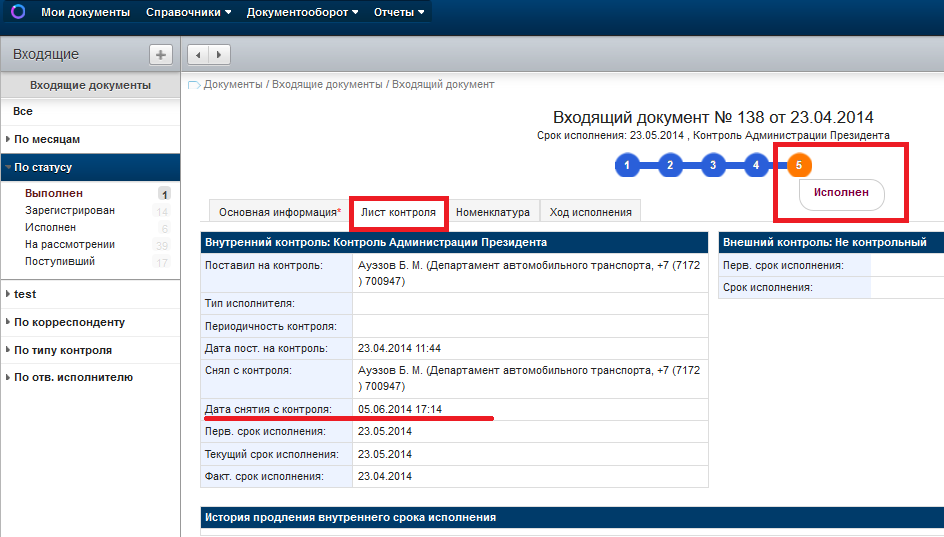 Мои документы Справочники Документооборот Отчеты
Входящие
Входящие документы
Все
По месяцам
По статусу
Выполнен 1
Зарегистрирован 14
Исполнен 6
На рассмотрении 39
Поступивший 17
test
По корреспонденту
По типу контроля
По отв. исполнителю
Документы / Входящие документы / Входящий документ
Входящий документ № 138 от 23.04.2014
Срок исполнения: 23.05.2014 , Контроль Администрации Президента
1 2 3 4 5
Исполнен
Основная информация* Лист контроля Номенклатура Ход исполнения
Внутренний контроль: Контроль Администрации Президента
Поставил на контроль: Ауэзов Б. М. (Департамент автомобильного транспорта, +7 (7172
) 700947)
Тип исполнителя:
Периодичность контроля:
Дата пост. на контроль: 23.04.2014 11:44
Снял с контроля: Ауэзов Б. М. (Департамент автомобильного транспорта, +7 (7172
) 700947)
Дата снятия с контроля: 05.06.2014 17:14
Перв. срок исполнения: 23.05.2014
Текущий срок исполнения: 23.05.2014
Факт. срок исполнения: 23.04.2014
Внешний контроль: Не контрольный
Перв. срок исполнения:
Срок исполнения:
История продления внутреннего срока исполнения